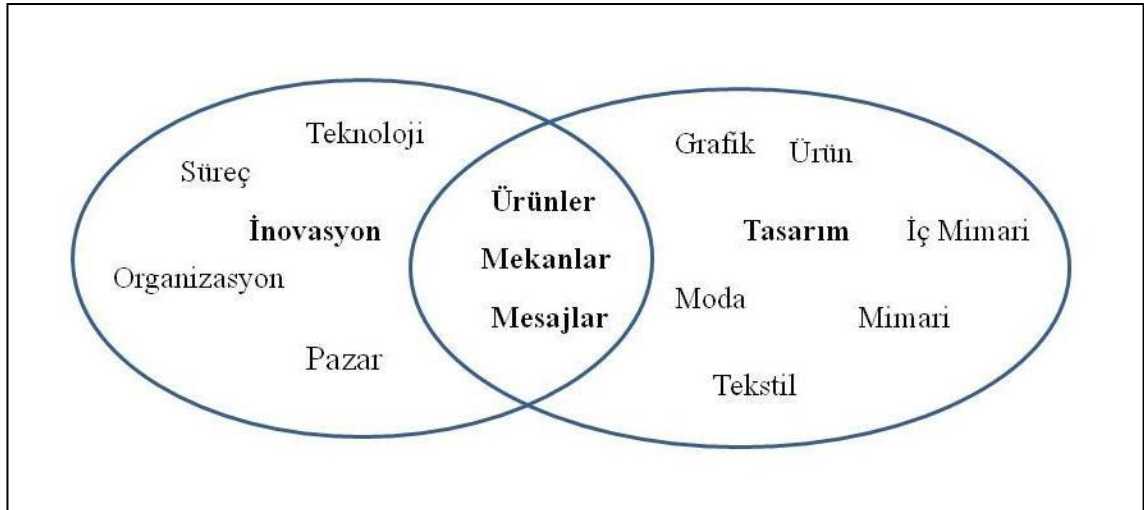 Teknoloji
Süreç
İnovasyon
Organizasyon
Pazar
Ürünler
Mekanlar
Mesajlar
Grafik
Ürün
Tasarım
İç Mimari
Moda
Mimari
Tekstil